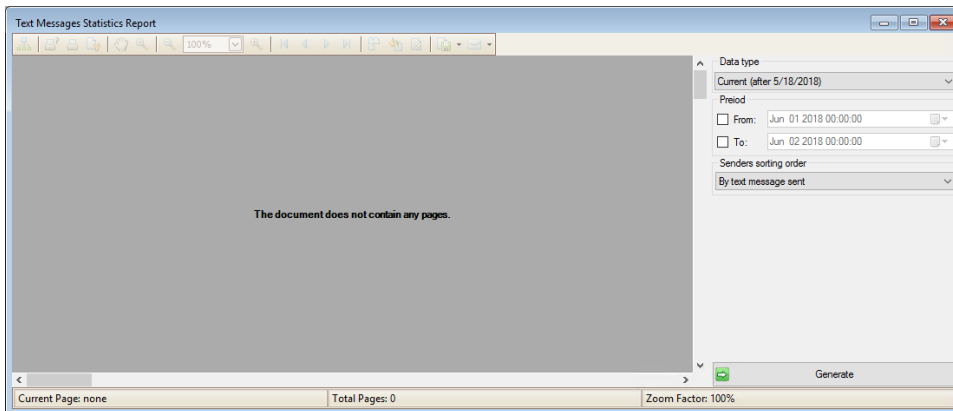 Text Messages Statistics Report
100%
Data type
Current (after 5/18/2018)
Preiod
From: Jun 01 2018 00:00:00
To: Jun 02 2018 00:00:00
Senders sorting order
By text message sent
The document does not contain any pages.
Generate
Current Page: none Total Pages: 0 Zoom Factor: 100%